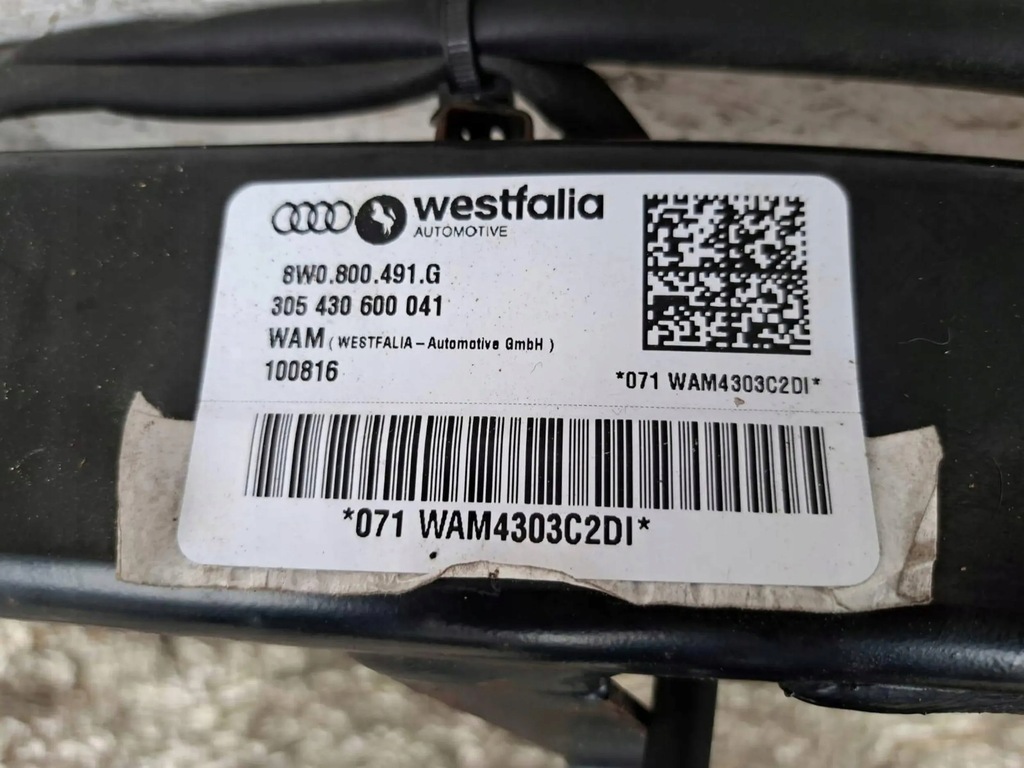 westfalia
AUTOMOTIVE
8W0.800.491.G
305 430 600 041
WAM ( WESTFALIA - Automotive GmbH )
100816
*071 WAM4303C2DI*
*071 WAM4303C2DI*